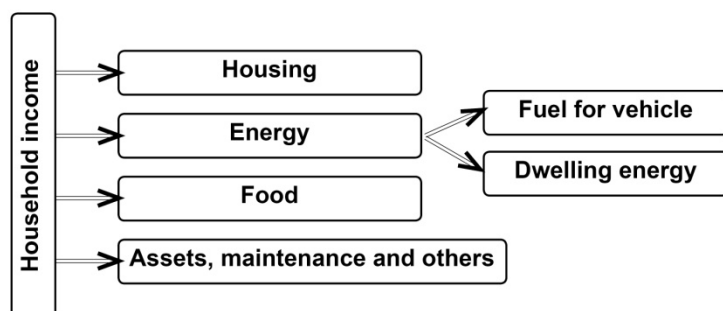 Household income
Housing
Energy
Food
Assets, maintenance and others
Fuel for vehicle
Dwelling energy